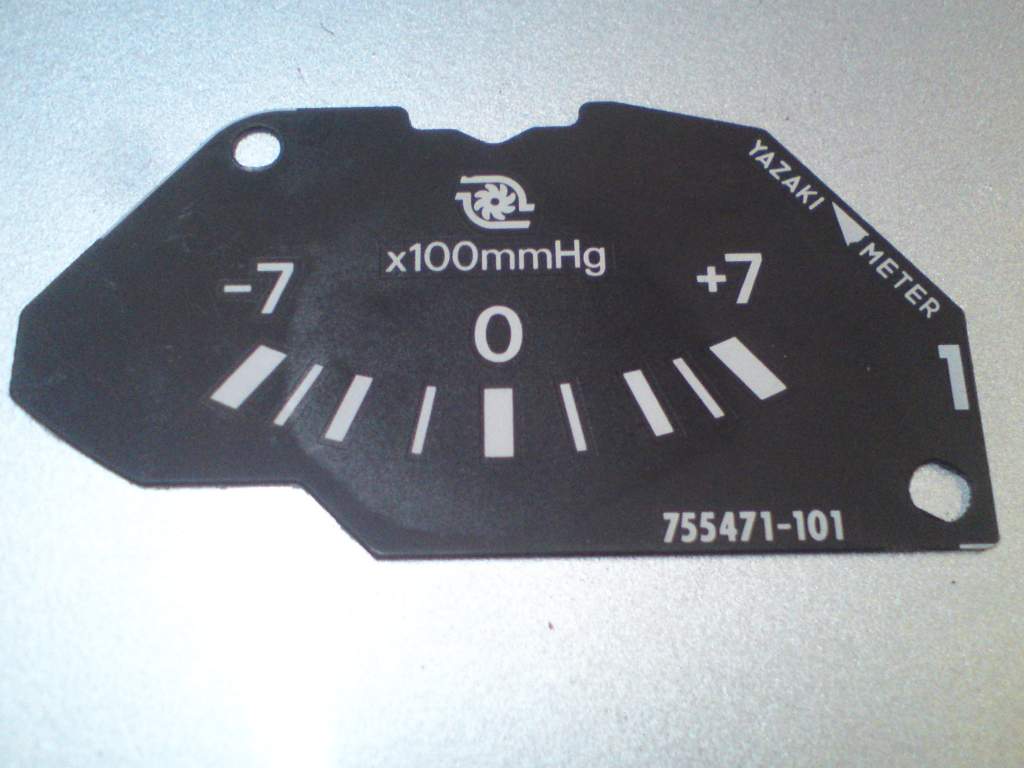 YAZAKI METER
x100mmHg
-7
0
+7
1
755471-101